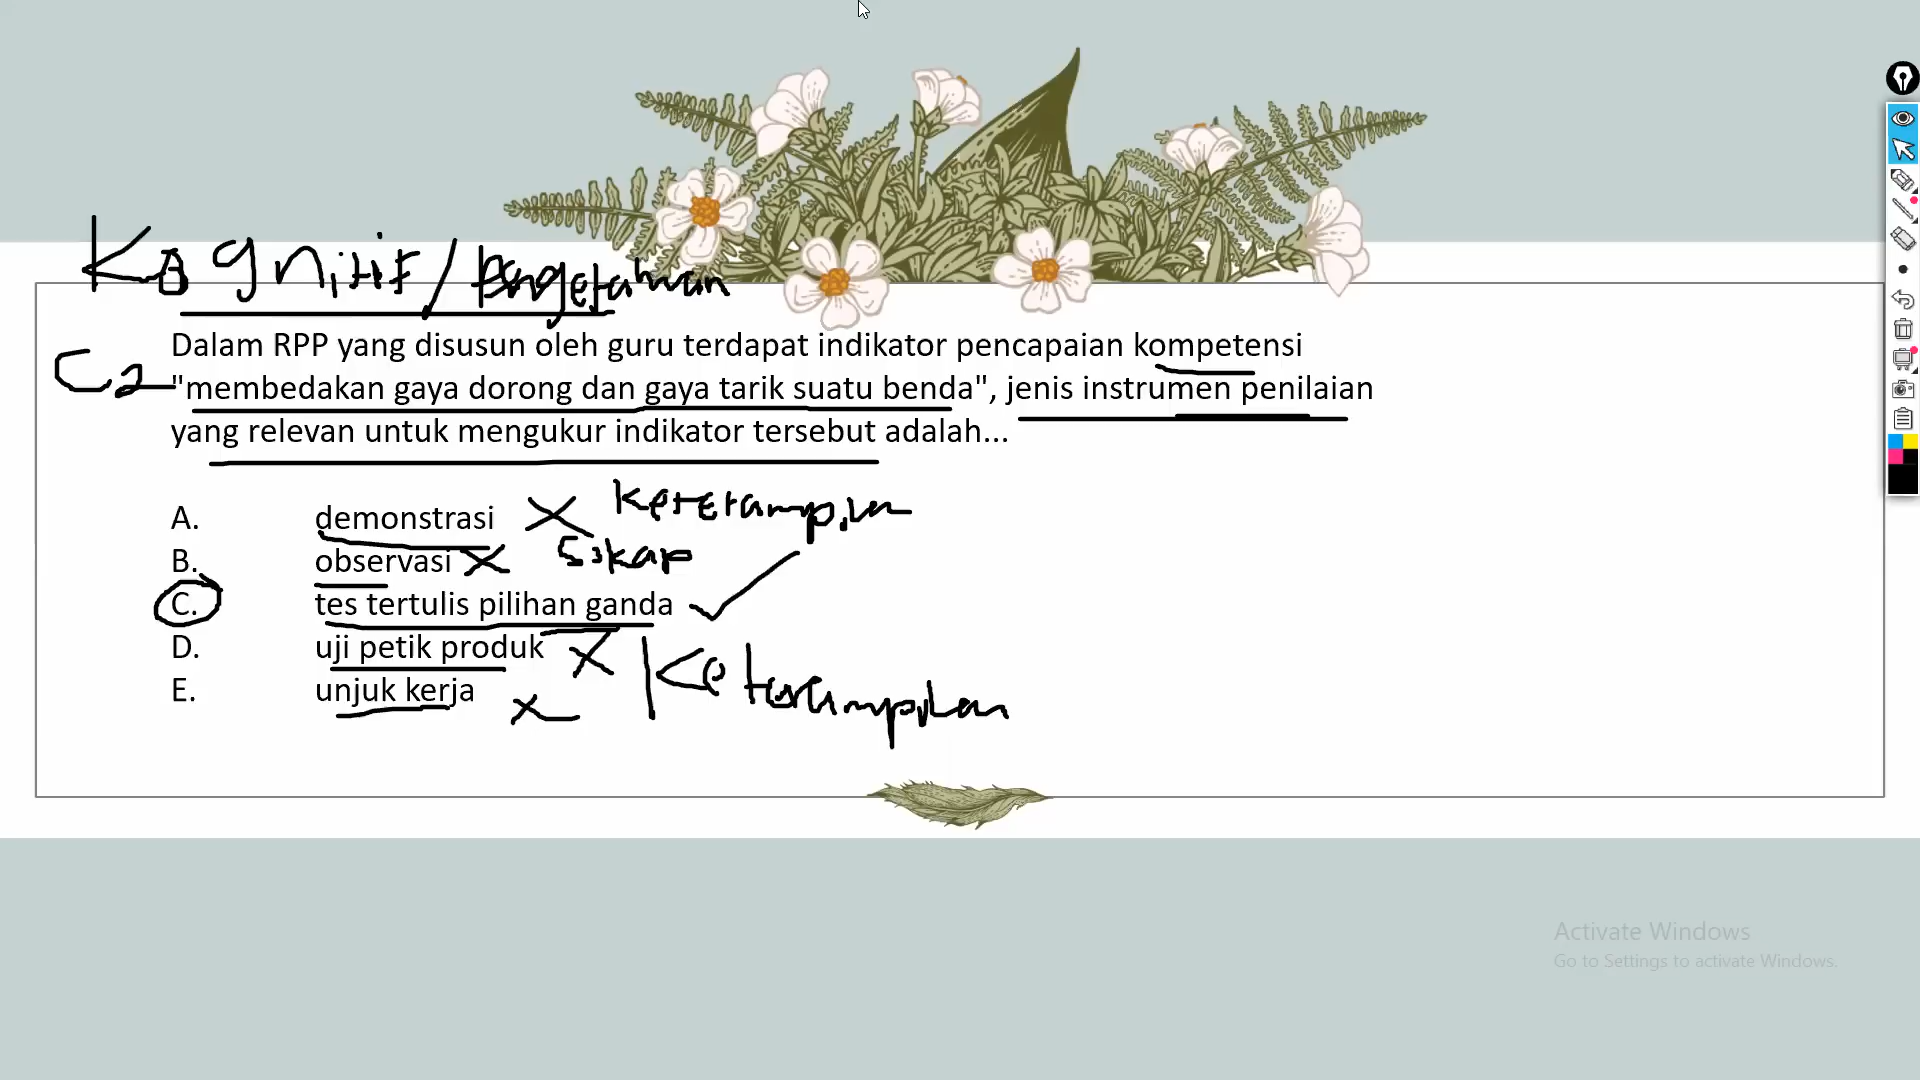 Kognitif / Pengetahuan
Dalam RPP yang disusun oleh guru terdapat indikator pencapaian kompetensi
C2 "membedakan gaya dorong dan gaya tarik suatu benda", jenis instrumen penilaian
yang relevan untuk mengukur indikator tersebut adalah...
A. demonstrasi X
B. observasi X Sikap
C. tes tertulis pilihan ganda ✓
D. uji petik produk X Keterampilan
E. unjuk kerja X
Activate Windows
Go to Settings to activate Windows.